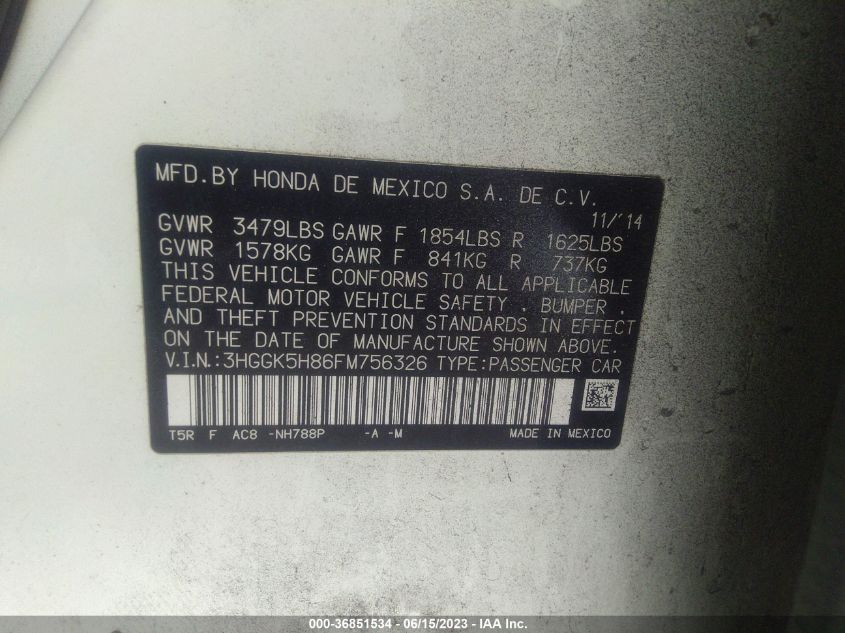 MFD.BY HONDA DE MEXICO S.A. DE C.V.
11/'14
GVWR 3479LBS GAWR F 1854LBS R 1625LBS
GVWR 1578KG GAWR F 841KG R 737KG
THIS VEHICLE CONFORMS TO ALL APPLICABLE
FEDERAL MOTOR VEHICLE SAFETY , BUMPER ,
AND THEFT PREVENTION STANDARDS IN EFFECT
ON THE DATE OF MANUFACTURE SHOWN ABOVE.
V.I.N.:3HGGK5H86FM756326 TYPE:PASSENGER CAR
T5R F AC8 -NH788P -A -M MADE IN MEXICO
000-36851534 - 06/15/2023 - IAA Inc.